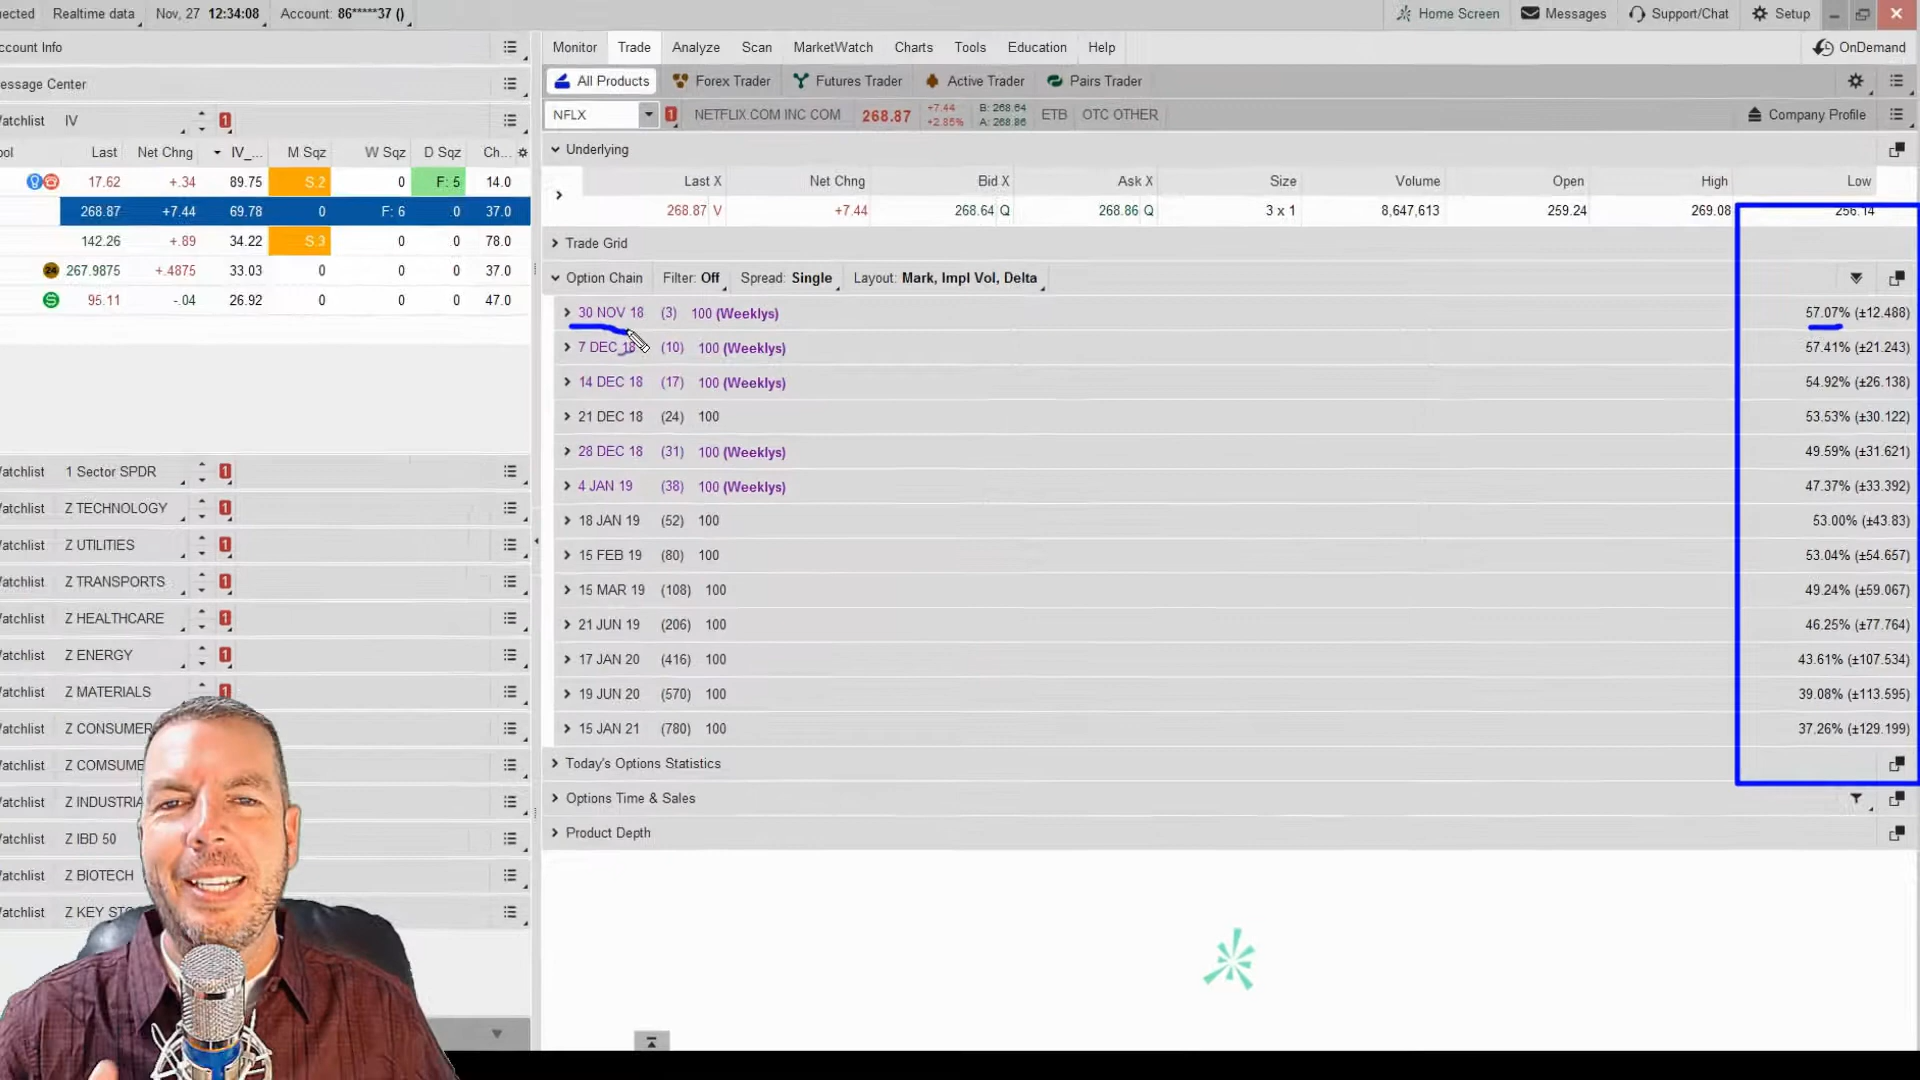 nected Realtime data Nov, 27 12:34:08 Account: 86*****37 () Home Screen Messages Support/Chat Setup
ccount Info
Monitor Trade Analyze Scan MarketWatch Charts Tools Education Help OnDemand
essage Center
All Products Forex Trader Futures Trader Active Trader Pairs Trader
atchlist IV 1
NFLX 1 NETFLIX.COM INC COM 268.87 +7.44 +2.85% B: 268.64 A: 268.86 ETB OTC OTHER Company Profile
ool Last Net Chng IV_... M Sqz W Sqz D Sqz Ch...
Underlying
17.62 +.34 89.75 S:2 0 F: 5 14.0
Last X Net Chng Bid X Ask X Size Volume Open High Low
268.87 +7.44 69.78 0 F: 6 0 37.0
268.87 V +7.44 268.64 Q 268.86 Q 3 x 1 8,647,613 259.24 269.08 256.14
142.26 +.89 34.22 S:3 0 0 78.0
Trade Grid
24 267.9875 +.4875 33.03 0 0 0 37.0
Option Chain Filter: Off Spread: Single Layout: Mark, Impl Vol, Delta
S 95.11 -.04 26.92 0 0 0 47.0
30 NOV 18 (3) 100 (Weeklys) 57.07% (±12.488)
7 DEC 18 (10) 100 (Weeklys) 57.41% (±21.243)
14 DEC 18 (17) 100 (Weeklys) 54.92% (±26.138)
21 DEC 18 (24) 100 53.53% (±30.122)
28 DEC 18 (31) 100 (Weeklys) 49.59% (±31.621)
4 JAN 19 (38) 100 (Weeklys) 47.37% (±33.392)
18 JAN 19 (52) 100 53.00% (±43.83)
15 FEB 19 (80) 100 53.04% (±54.657)
15 MAR 19 (108) 100 49.24% (±59.067)
21 JUN 19 (206) 100 46.25% (±77.764)
17 JAN 20 (416) 100 43.61% (±107.534)
19 JUN 20 (570) 100 39.08% (±113.595)
15 JAN 21 (780) 100 37.26% (±129.199)
Today's Options Statistics
Options Time & Sales
Product Depth
atchlist 1 Sector SPDR 1
atchlist Z TECHNOLOGY 1
atchlist Z UTILITIES 1
atchlist Z TRANSPORTS 1
atchlist Z HEALTHCARE 1
atchlist Z ENERGY 1
atchlist Z MATERIALS 1
atchlist Z CONSUMER
atchlist Z COMSUME
atchlist Z INDUSTRIA
atchlist Z IBD 50
atchlist Z BIOTECH
atchlist Z KEY STO